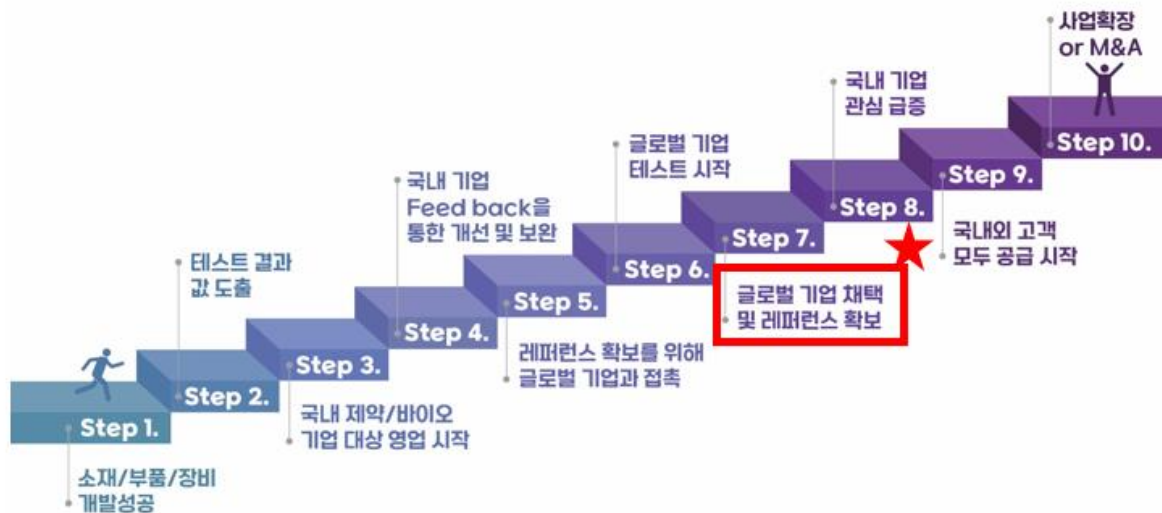 Step 1.
소재/부품/장비
개발성공
Step 2.
테스트 결과
값 도출
Step 3.
국내 제약/바이오
기업 대상 영업 시작
Step 4.
국내 기업
Feed back을
통한 개선 및 보완
Step 5.
레퍼런스 확보를 위해
글로벌 기업과 접촉
Step 6.
글로벌 기업
테스트 시작
Step 7.
글로벌 기업 채택
및 레퍼런스 확보
Step 8.
국내 기업
관심 급증
Step 9.
국내외 고객
모두 공급 시작
Step 10.
사업확장
or M&A